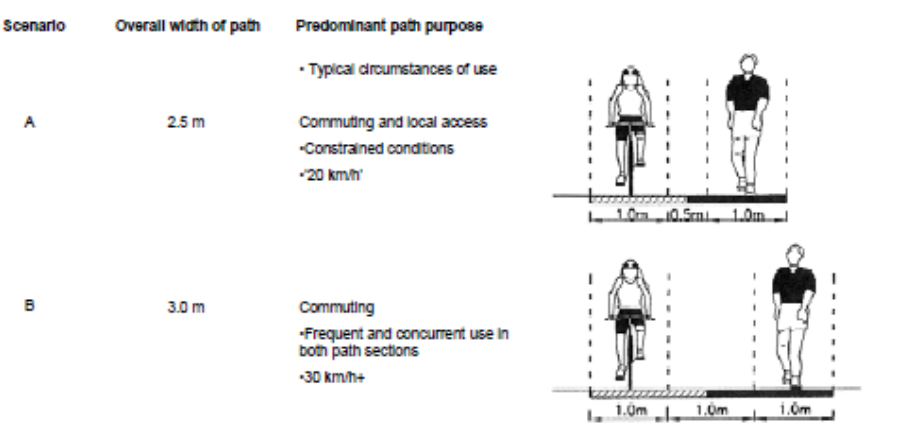 Scenario Overall width of path Predominant path purpose
• Typical circumstances of use
A 2.5 m Commuting and local access
•Constrained conditions
•'20 km/h'
1.0m 0.5m 1.0m
B 3.0 m Commuting
•Frequent and concurrent use in
both path sections
•30 km/h+
1.0m 1.0m 1.0m